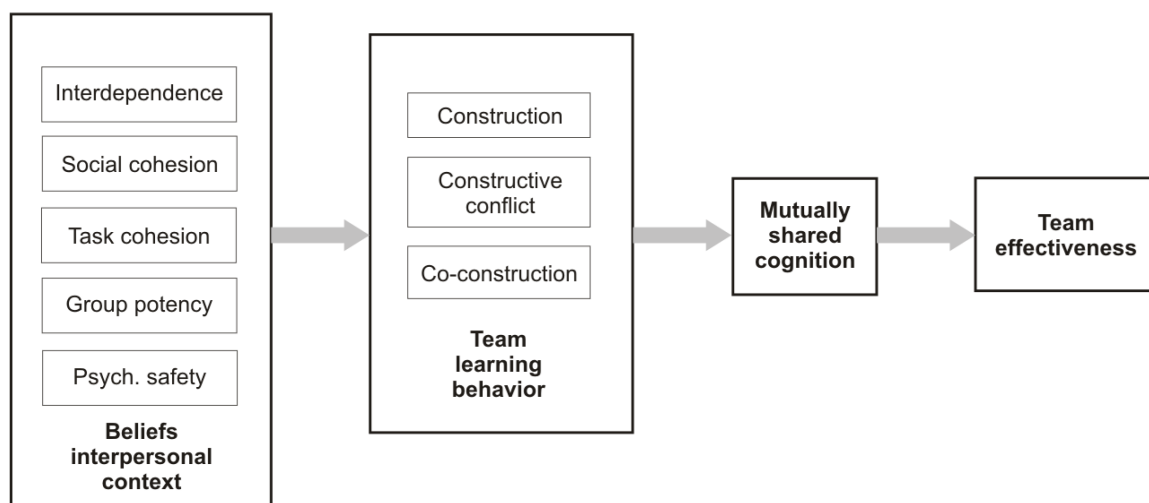 Interdependence
Social cohesion
Task cohesion
Group potency
Psych. safety
Beliefs
interpersonal
context
Construction
Constructive
conflict
Co-construction
Team
learning
behavior
Mutually
shared
cognition
Team
effectiveness